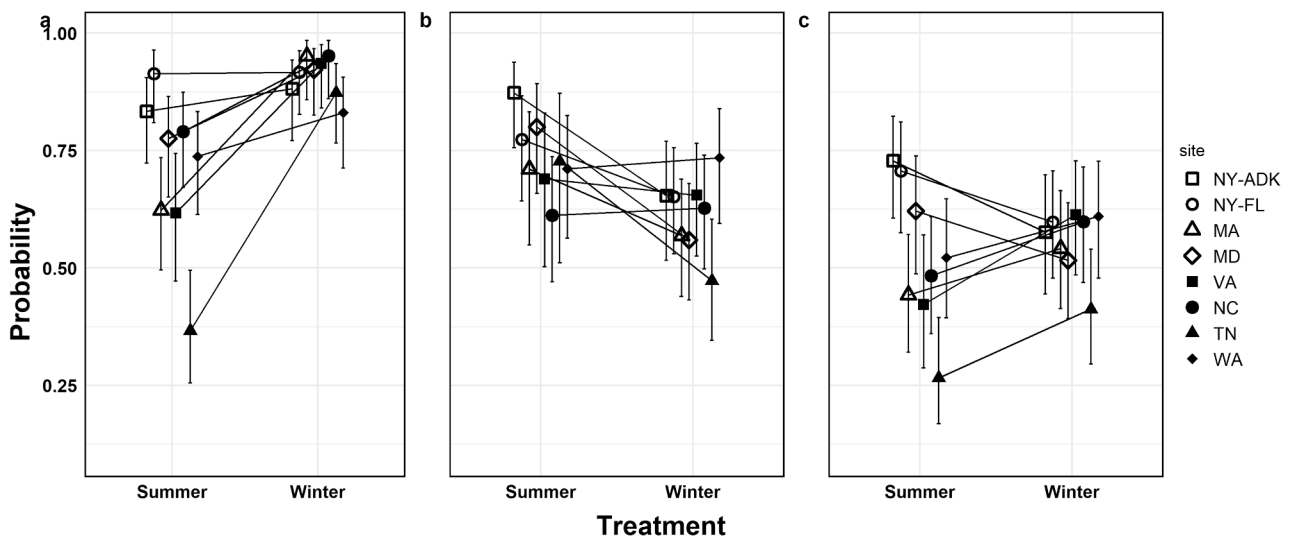 a
b
c
1.00
0.75
0.50
0.25
Probability
Summer
Winter
Summer
Winter
Summer
Winter
Treatment
site
NY-ADK
NY-FL
MA
MD
VA
NC
TN
WA